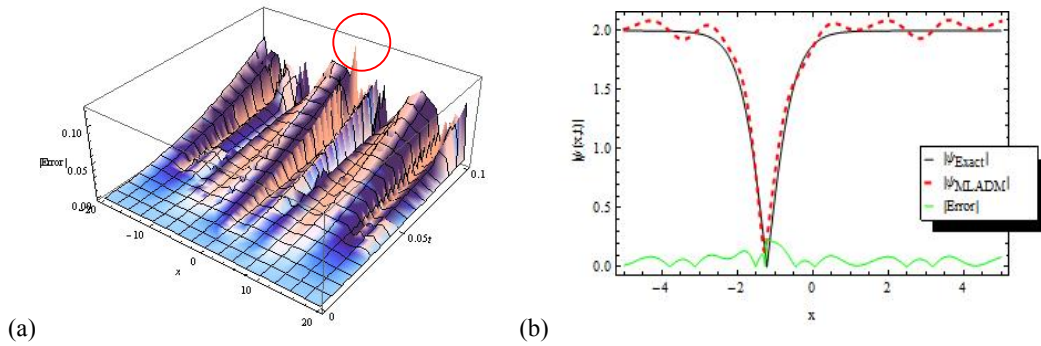 0.10
|Error|
0.05
0.00
−20
−10
0
x
10
20
0
0.05t
0.1
(a)
2.0
1.5
|ψ(x,t)|
1.0
0.5
0.0
−4
−2
0
2
4
x
|ψExact|
|ψMLADM|
|Error|
(b)